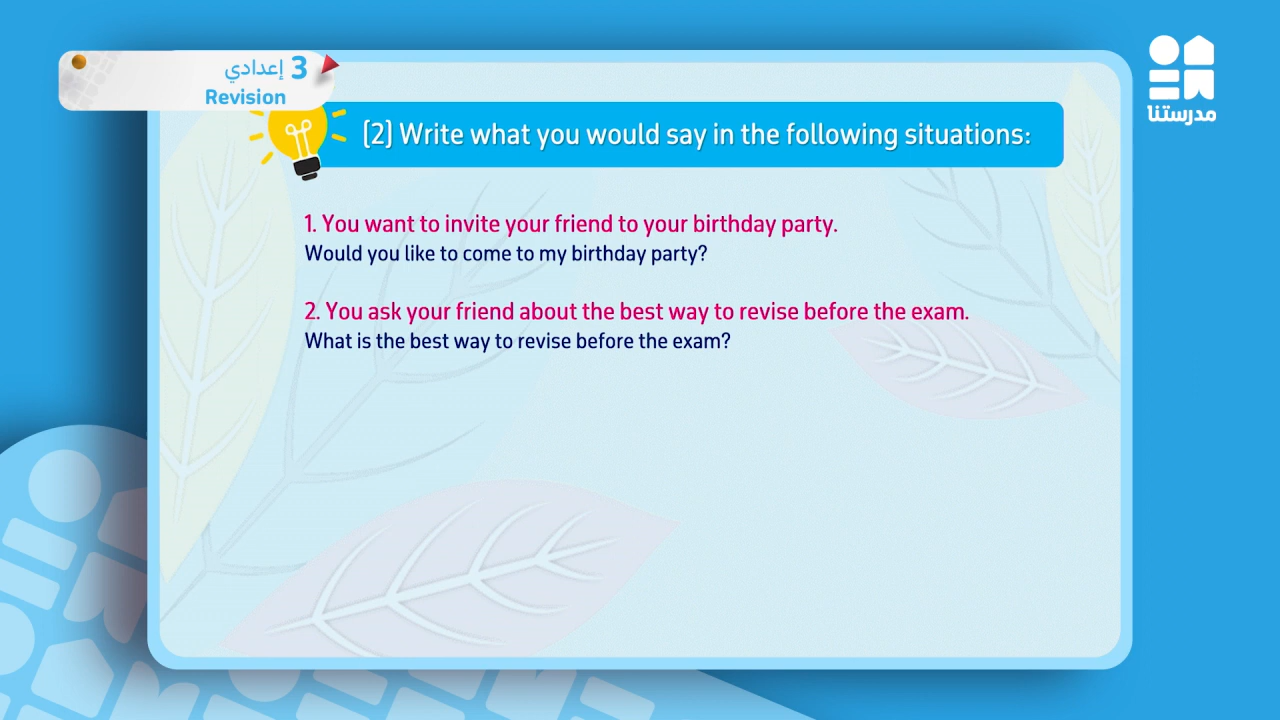 3 إعدادي
Revision
مدرستنا
(2) Write what you would say in the following situations:
1. You want to invite your friend to your birthday party.
Would you like to come to my birthday party?
2. You ask your friend about the best way to revise before the exam.
What is the best way to revise before the exam?